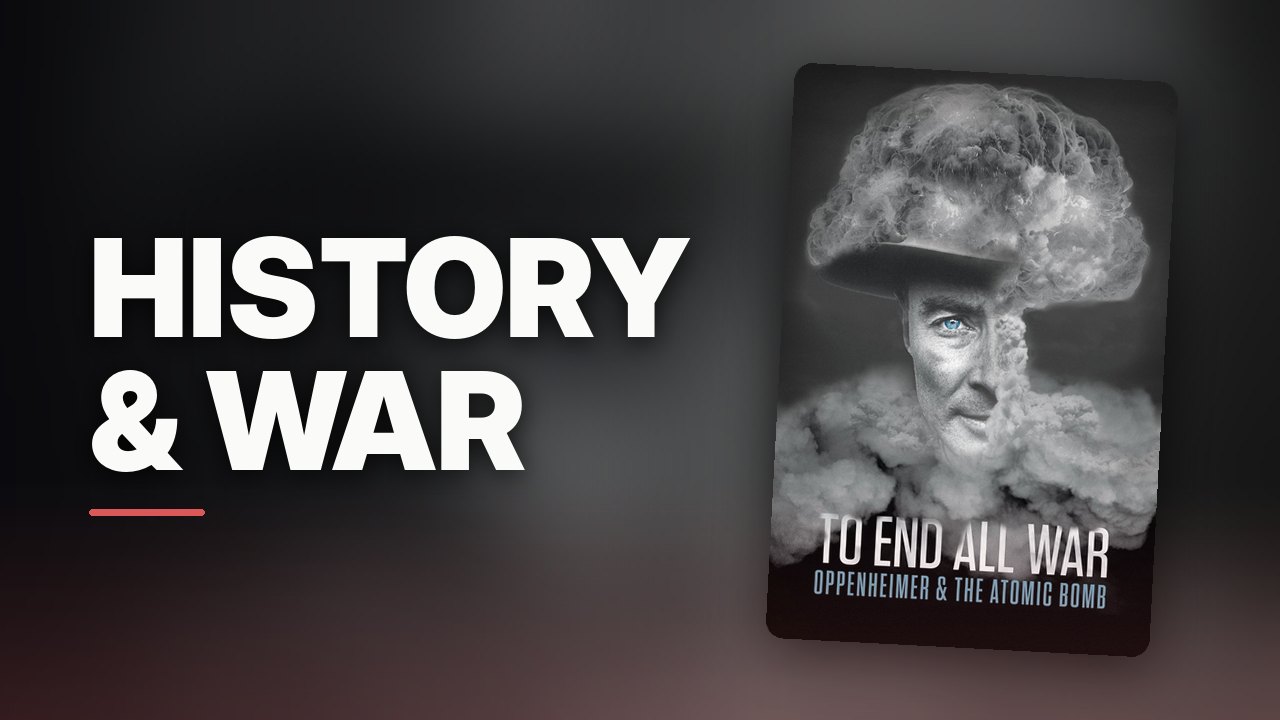 HISTORY
& WAR
TO END ALL WAR
OPPENHEIMER & THE ATOMIC BOMB